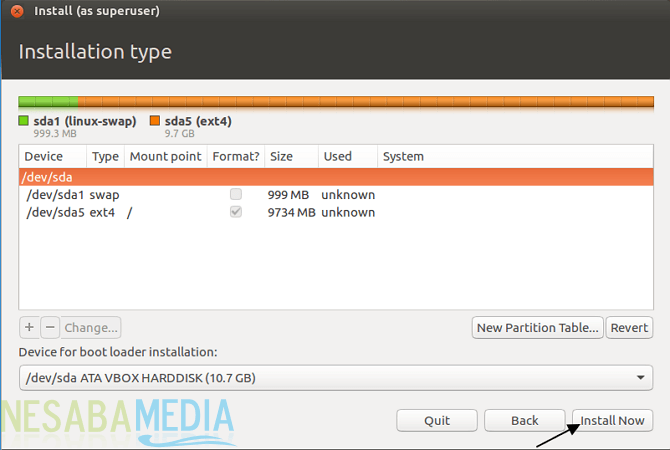 Install (as superuser)
Installation type
sda1 (linux-swap) sda5 (ext4)
999.3 MB 9.7 GB
Device Type Mount point Format? Size Used System
/dev/sda
/dev/sda1 swap 999 MB unknown
/dev/sda5 ext4 / 9734 MB unknown
+ − Change... New Partition Table... Revert
Device for boot loader installation:
/dev/sda ATA VBOX HARDDISK (10.7 GB)
NESABAMEDIA
Quit Back Install Now